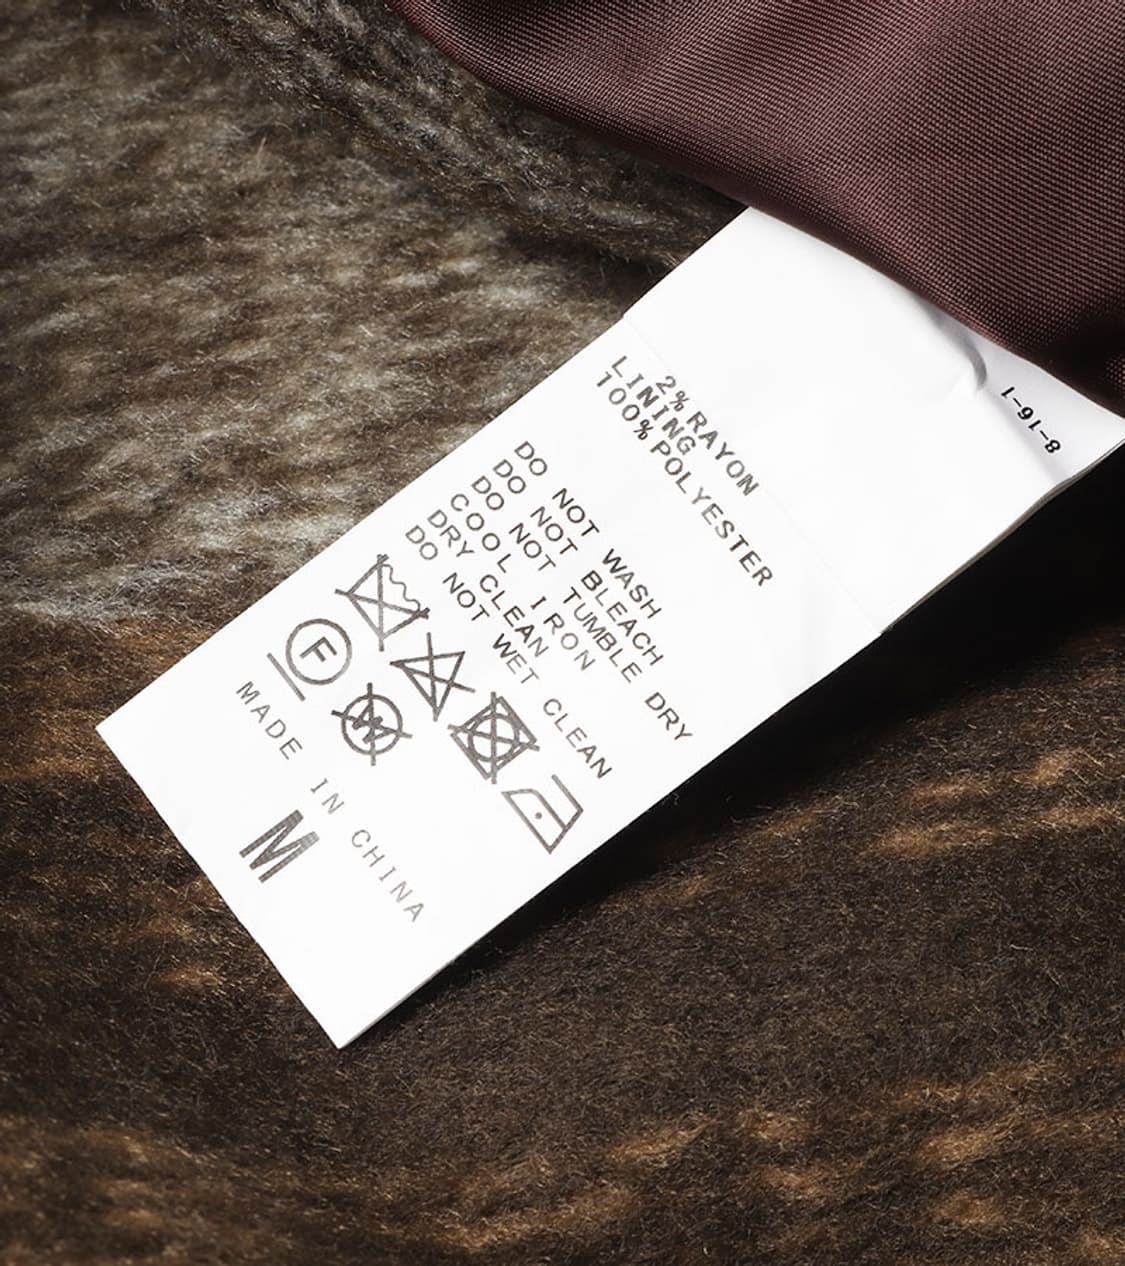 2% RAYON
LINING
100% POLYESTER
DO NOT WASH
DO NOT BLEACH
DO NOT TUMBLE DRY
COOL IRON
DRY CLEAN
DO NOT WET CLEAN
F
W
MADE IN CHINA
M
8-16-1